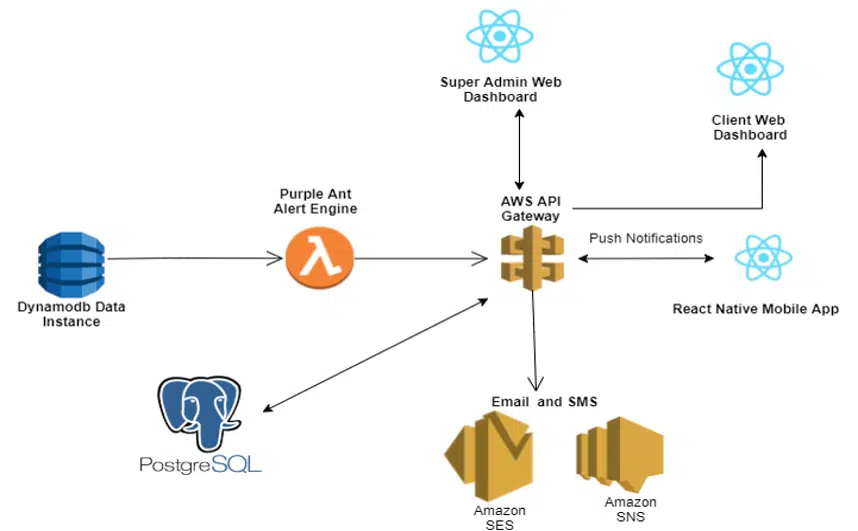 Super Admin Web
Dashboard
Client Web
Dashboard
Purple Ant
Alert Engine
AWS API
Gateway
Push Notifications
Dynamodb Data
Instance
React Native Mobile App
Email and SMS
PostgreSQL
Amazon
SES
Amazon
SNS